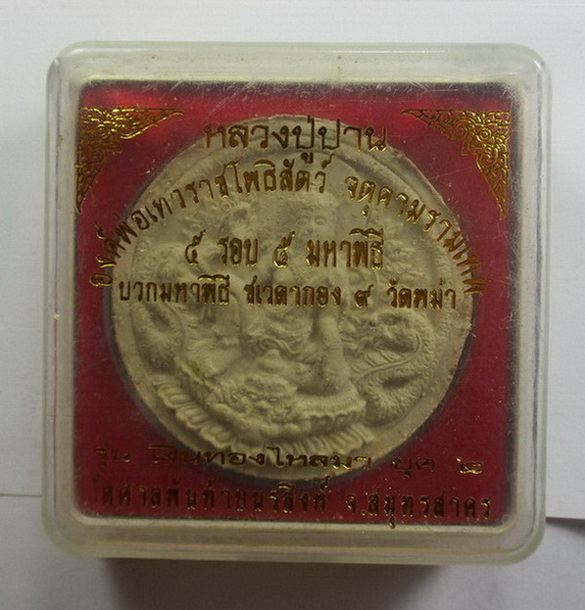 หลวงปู่ปาน
องค์พ่อเทวราชโพธิสัตว์ จตุคามรามเทพ
๕ รอบ ๕ มหาพิธี
บวกมหาพิธี ชเวดากอง ๙ วัดพม่า
รุ่น เงินทองไหลมา ยุค ๒
วัดศาลพันท้ายนรสิงห์ จ.สมุทรสาคร